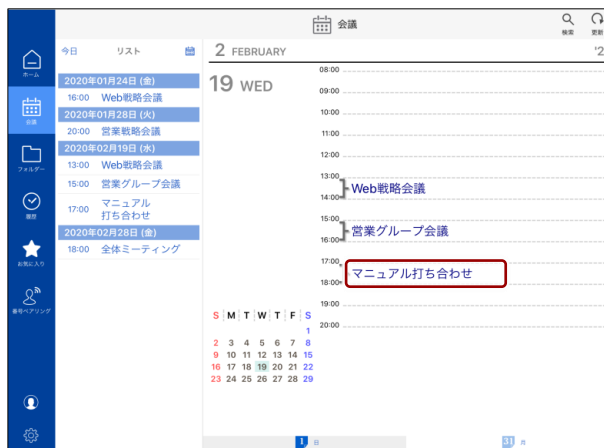 会議
検索
更新
今日 リスト
2 FEBRUARY
'2
ホーム
会議
フォルダー
履歴
お気に入り
番号ペアリング
2020年01月24日 (金)
16:00 Web戦略会議
2020年01月28日 (火)
20:00 営業戦略会議
2020年02月19日 (水)
13:00 Web戦略会議
15:00 営業グループ会議
17:00 マニュアル
打ち合わせ
2020年02月28日 (金)
18:00 全体ミーティング
19 WED
08:00
09:00
10:00
11:00
12:00
13:00
Web戦略会議
14:00
15:00
営業グループ会議
16:00
17:00
マニュアル打ち合わせ
18:00
19:00
20:00
S M T W T F S
1
2 3 4 5 6 7 8
9 10 11 12 13 14 15
16 17 18 19 20 21 22
23 24 25 26 27 28 29
1 日
31 月